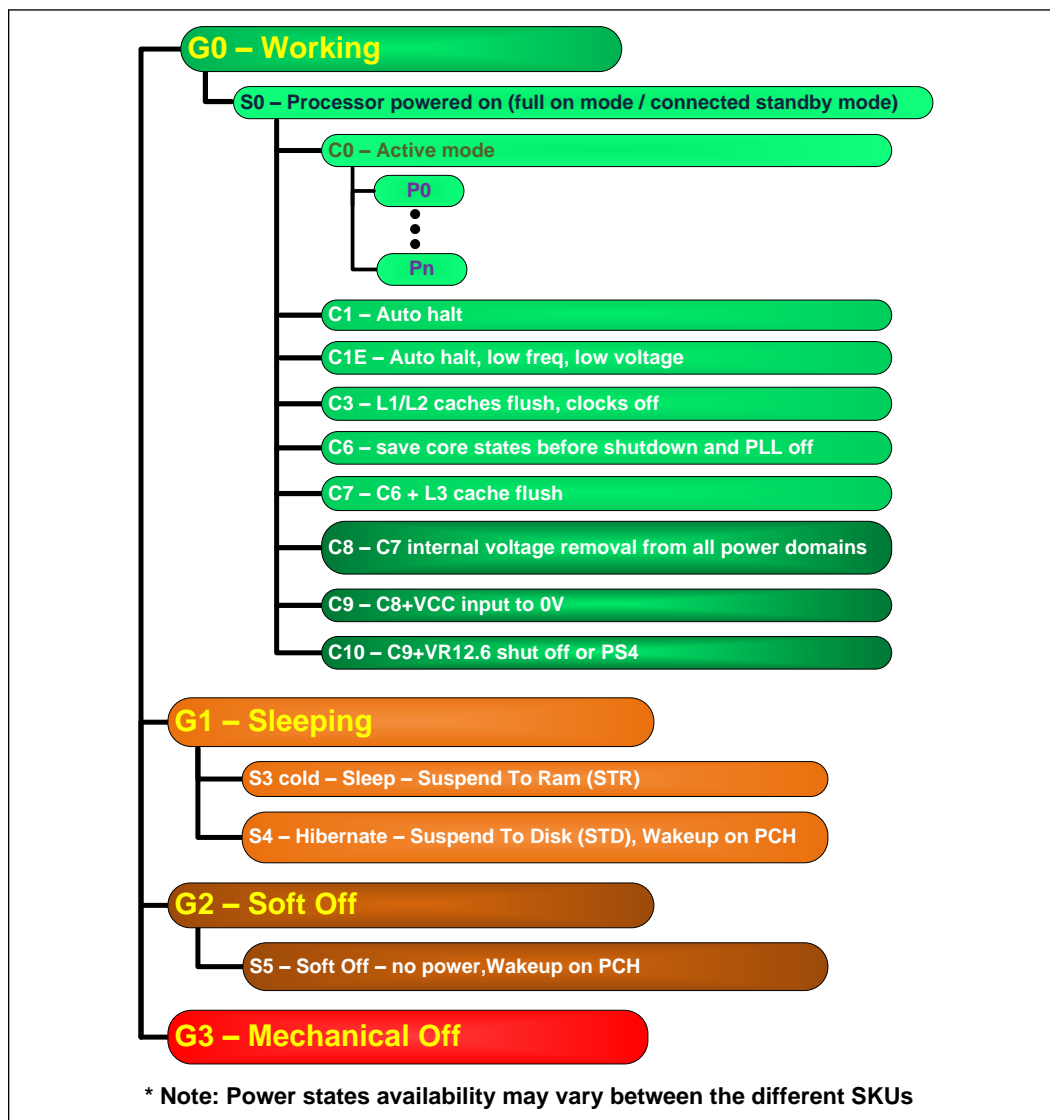 G0 – Working
S0 – Processor powered on (full on mode / connected standby mode)
C0 – Active mode
P0
Pn
C1 – Auto halt
C1E – Auto halt, low freq, low voltage
C3 – L1/L2 caches flush, clocks off
C6 – save core states before shutdown and PLL off
C7 – C6 + L3 cache flush
C8 – C7 internal voltage removal from all power domains
C9 – C8+VCC input to 0V
C10 – C9+VR12.6 shut off or PS4
G1 – Sleeping
S3 cold – Sleep – Suspend To Ram (STR)
S4 – Hibernate – Suspend To Disk (STD), Wakeup on PCH
G2 – Soft Off
S5 – Soft Off – no power,Wakeup on PCH
G3 – Mechanical Off
* Note: Power states availability may vary between the different SKUs